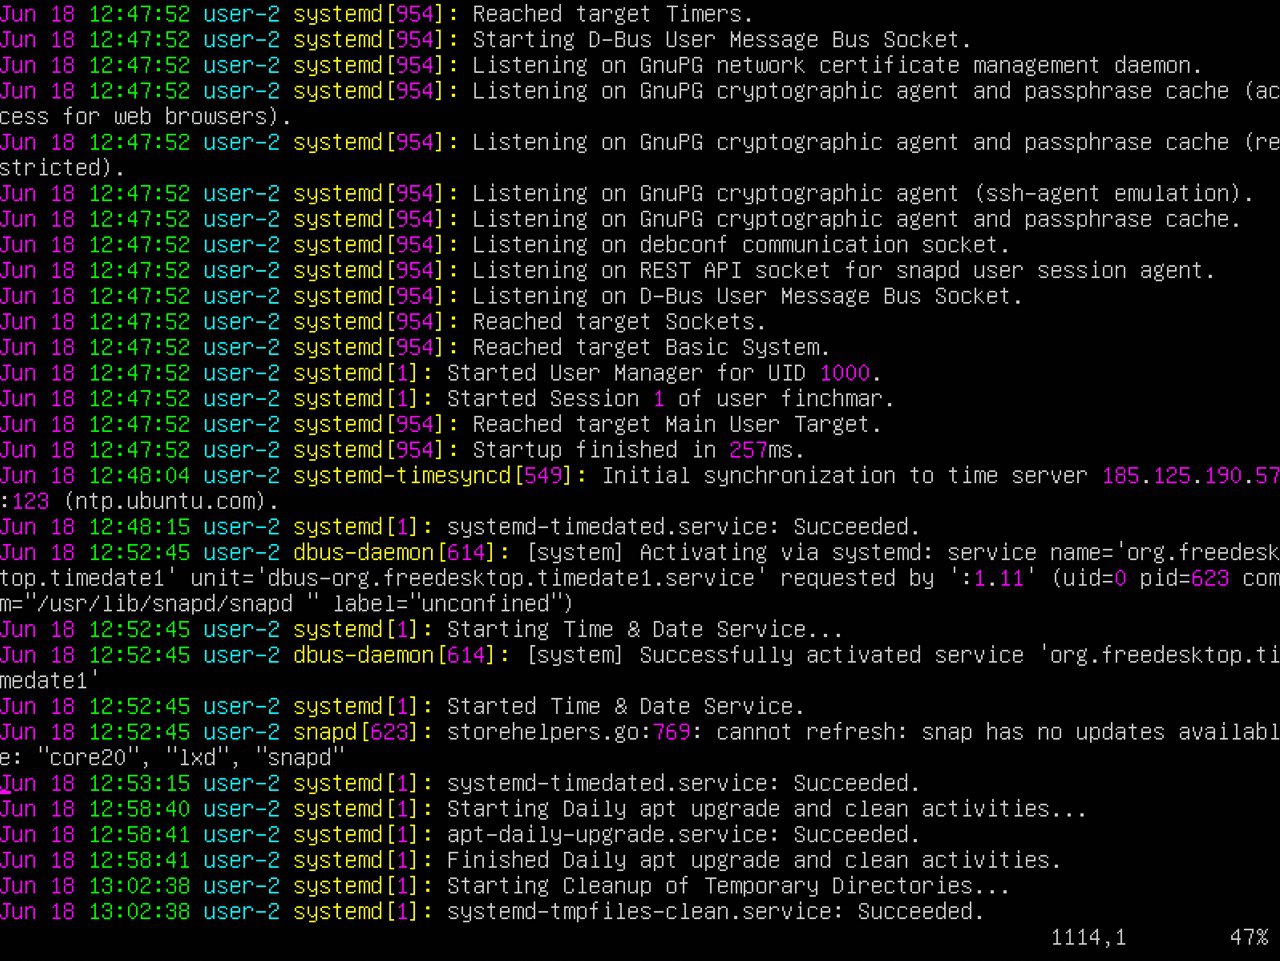 Jun 18 12:47:52 user-2 systemd[954]: Reached target Timers.
Jun 18 12:47:52 user-2 systemd[954]: Starting D-Bus User Message Bus Socket.
Jun 18 12:47:52 user-2 systemd[954]: Listening on GnuPG network certificate management daemon.
Jun 18 12:47:52 user-2 systemd[954]: Listening on GnuPG cryptographic agent and passphrase cache (ac
cess for web browsers).
Jun 18 12:47:52 user-2 systemd[954]: Listening on GnuPG cryptographic agent and passphrase cache (re
stricted).
Jun 18 12:47:52 user-2 systemd[954]: Listening on GnuPG cryptographic agent (ssh-agent emulation).
Jun 18 12:47:52 user-2 systemd[954]: Listening on GnuPG cryptographic agent and passphrase cache.
Jun 18 12:47:52 user-2 systemd[954]: Listening on debconf communication socket.
Jun 18 12:47:52 user-2 systemd[954]: Listening on REST API socket for snapd user session agent.
Jun 18 12:47:52 user-2 systemd[954]: Listening on D-Bus User Message Bus Socket.
Jun 18 12:47:52 user-2 systemd[954]: Reached target Sockets.
Jun 18 12:47:52 user-2 systemd[954]: Reached target Basic System.
Jun 18 12:47:52 user-2 systemd[1]: Started User Manager for UID 1000.
Jun 18 12:47:52 user-2 systemd[1]: Started Session 1 of user finchmar.
Jun 18 12:47:52 user-2 systemd[954]: Reached target Main User Target.
Jun 18 12:47:52 user-2 systemd[954]: Startup finished in 257ms.
Jun 18 12:48:04 user-2 systemd-timesyncd[549]: Initial synchronization to time server 185.125.190.57
:123 (ntp.ubuntu.com).
Jun 18 12:48:15 user-2 systemd[1]: systemd-timedated.service: Succeeded.
Jun 18 12:52:45 user-2 dbus-daemon[614]: [system] Activating via systemd: service name='org.freedesk
top.timedate1' unit='dbus-org.freedesktop.timedate1.service' requested by ':1.11' (uid=0 pid=623 com
m="/usr/lib/snapd/snapd " label="unconfined")
Jun 18 12:52:45 user-2 systemd[1]: Starting Time & Date Service...
Jun 18 12:52:45 user-2 dbus-daemon[614]: [system] Successfully activated service 'org.freedesktop.ti
medate1'
Jun 18 12:52:45 user-2 systemd[1]: Started Time & Date Service.
Jun 18 12:52:45 user-2 snapd[623]: storehelpers.go:769: cannot refresh: snap has no updates availabl
e: "core20", "lxd", "snapd"
Jun 18 12:53:15 user-2 systemd[1]: systemd-timedated.service: Succeeded.
Jun 18 12:58:40 user-2 systemd[1]: Starting Daily apt upgrade and clean activities...
Jun 18 12:58:41 user-2 systemd[1]: apt-daily-upgrade.service: Succeeded.
Jun 18 12:58:41 user-2 systemd[1]: Finished Daily apt upgrade and clean activities.
Jun 18 13:02:38 user-2 systemd[1]: Starting Cleanup of Temporary Directories...
Jun 18 13:02:38 user-2 systemd[1]: systemd-tmpfiles-clean.service: Succeeded.
1114,1 47%